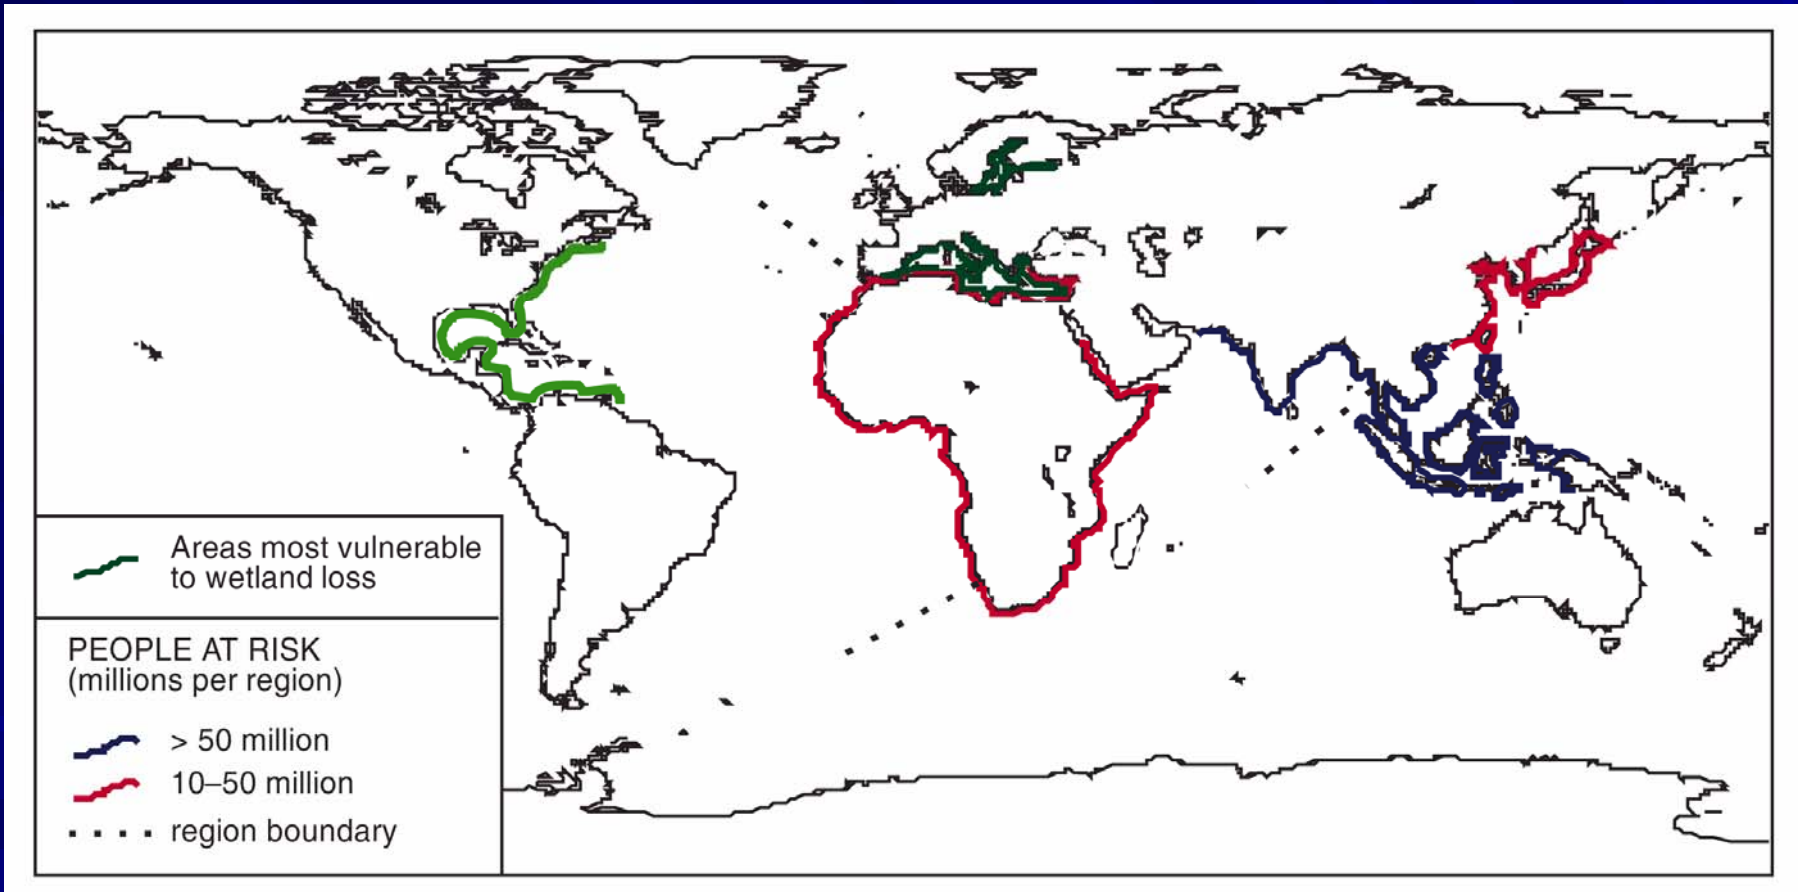 Areas most vulnerable
to wetland loss
PEOPLE AT RISK
(millions per region)
> 50 million
10–50 million
region boundary